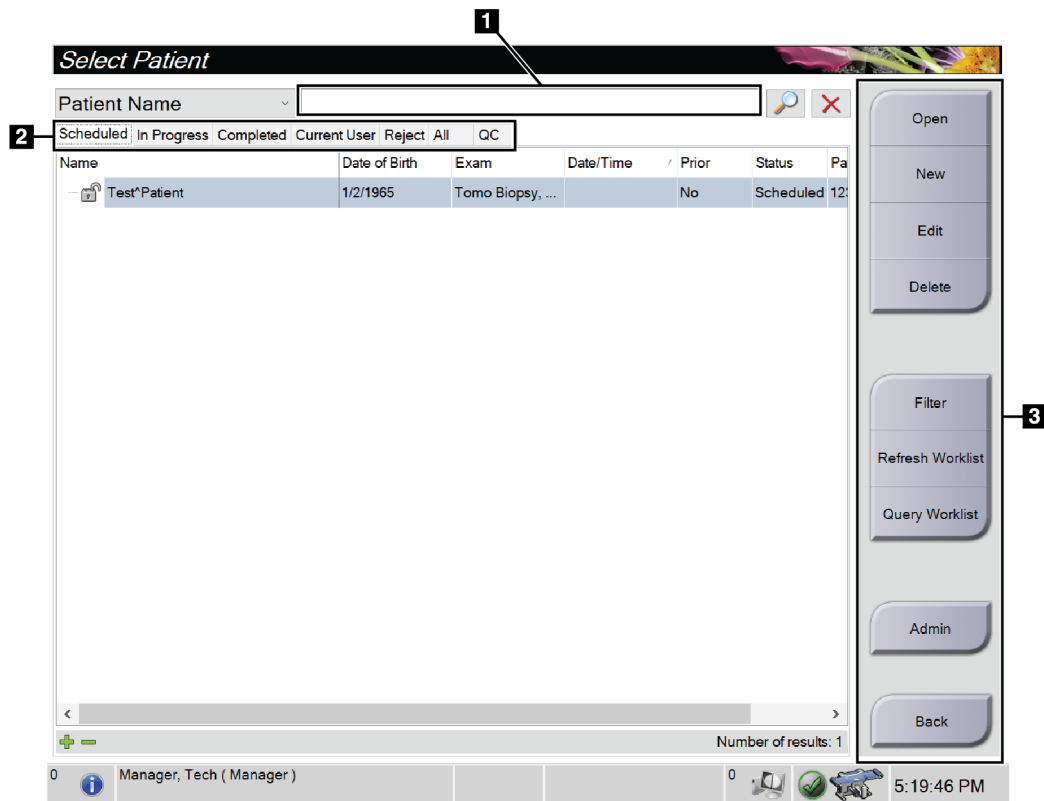 1
Select Patient
Patient Name
2
Scheduled In Progress Completed Current User Reject All QC
Name Date of Birth Exam Date/Time Prior Status Pa
Test^Patient 1/2/1965 Tomo Biopsy, ... No Scheduled 123
Open
New
Edit
Delete
Filter
3
Refresh Worklist
Query Worklist
Admin
Back
Number of results: 1
0 Manager, Tech ( Manager ) 0 5:19:46 PM